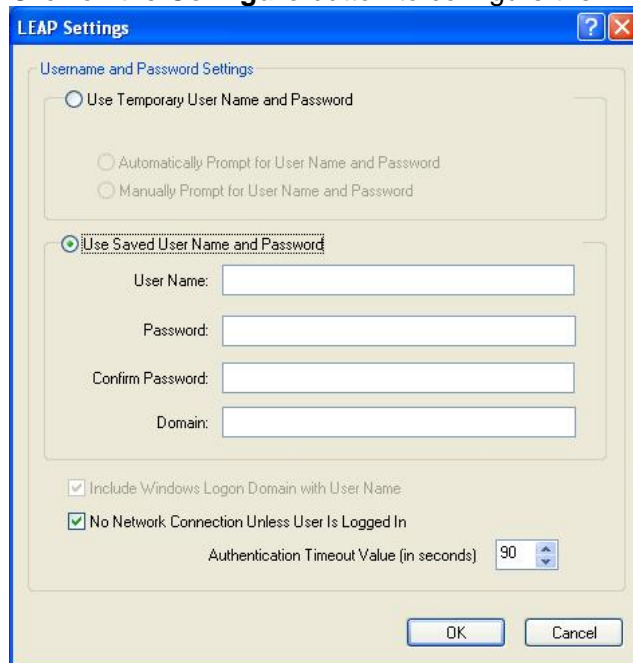 LEAP Settings
Username and Password Settings
Use Temporary User Name and Password
Automatically Prompt for User Name and Password
Manually Prompt for User Name and Password
Use Saved User Name and Password
User Name:
Password:
Confirm Password:
Domain:
Include Windows Logon Domain with User Name
No Network Connection Unless User Is Logged In
Authentication Timeout Value (in seconds) 90
OK Cancel